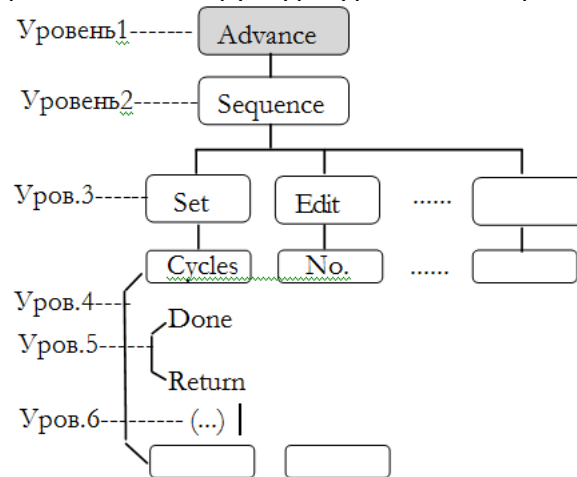 Уровень1------- Advance
Уровень2------- Sequence
Уров.3------ Set Edit ......
Cycles No. ......
Уров.4----
Done
Уров.5------
Return
Уров.6--------- (...)